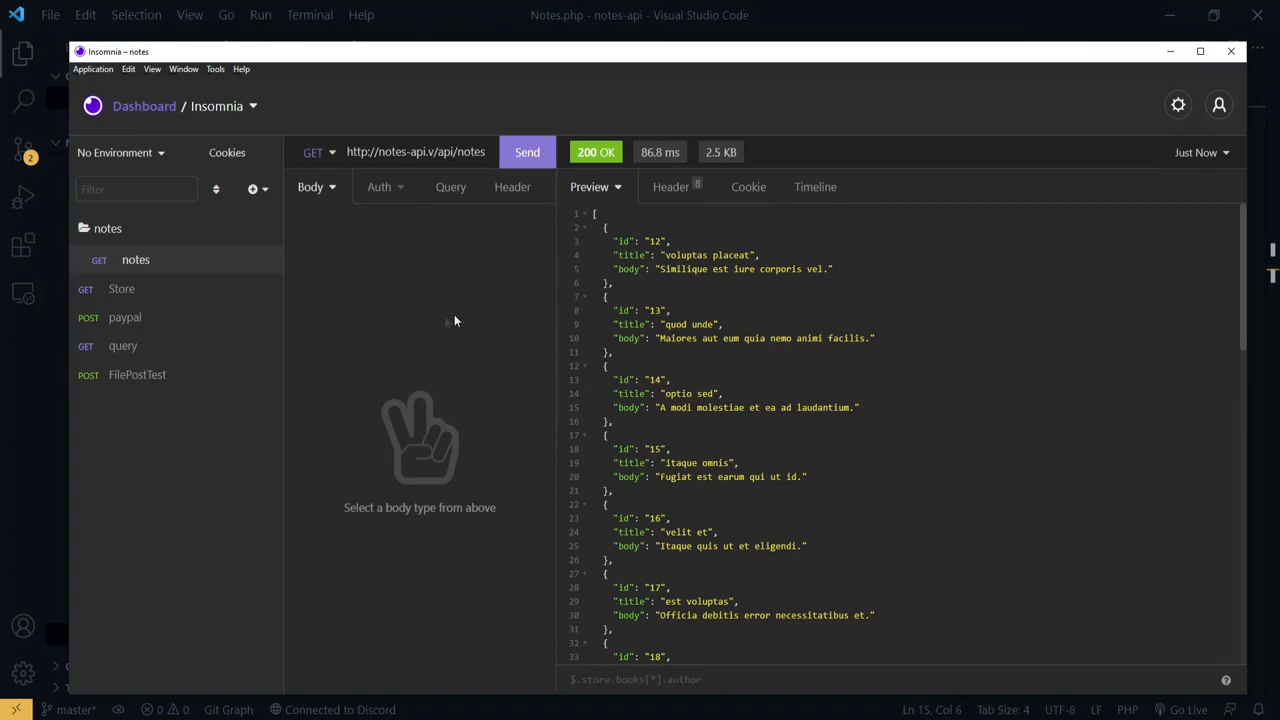 File Edit Selection View Go Run Terminal Help
Notes.php - notes-api - Visual Studio Code
Insomnia – notes
Application Edit View Window Tools Help
Dashboard / Insomnia
No Environment Cookies
Filter
notes
GET notes
GET Store
POST paypal
GET query
POST FilePostTest
GET http://notes-api.v/api/notes Send
Body Auth Query Header
Select a body type from above
200 OK 86.8 ms 2.5 KB Just Now
Preview Header 8 Cookie Timeline
1 [
2 {
3 "id": "12",
4 "title": "voluptas placeat",
5 "body": "Similique est iure corporis vel."
6 },
7 {
8 "id": "13",
9 "title": "quod unde",
10 "body": "Maiores aut eum quia nemo animi facilis."
11 },
12 {
13 "id": "14",
14 "title": "optio sed",
15 "body": "A modi molestiae et ea ad laudantium."
16 },
17 {
18 "id": "15",
19 "title": "itaque omnis",
20 "body": "Fugiat est earum qui ut id."
21 },
22 {
23 "id": "16",
24 "title": "velit et",
25 "body": "Itaque quis ut et eligendi."
26 },
27 {
28 "id": "17",
29 "title": "est voluptas",
30 "body": "Officia debitis error necessitatibus et."
31 },
32 {
33 "id": "18",
$.store.books[*].author
2
master* 0 0 Git Graph Connected to Discord Ln 15, Col 6 Tab Size: 4 UTF-8 LF PHP Go Live